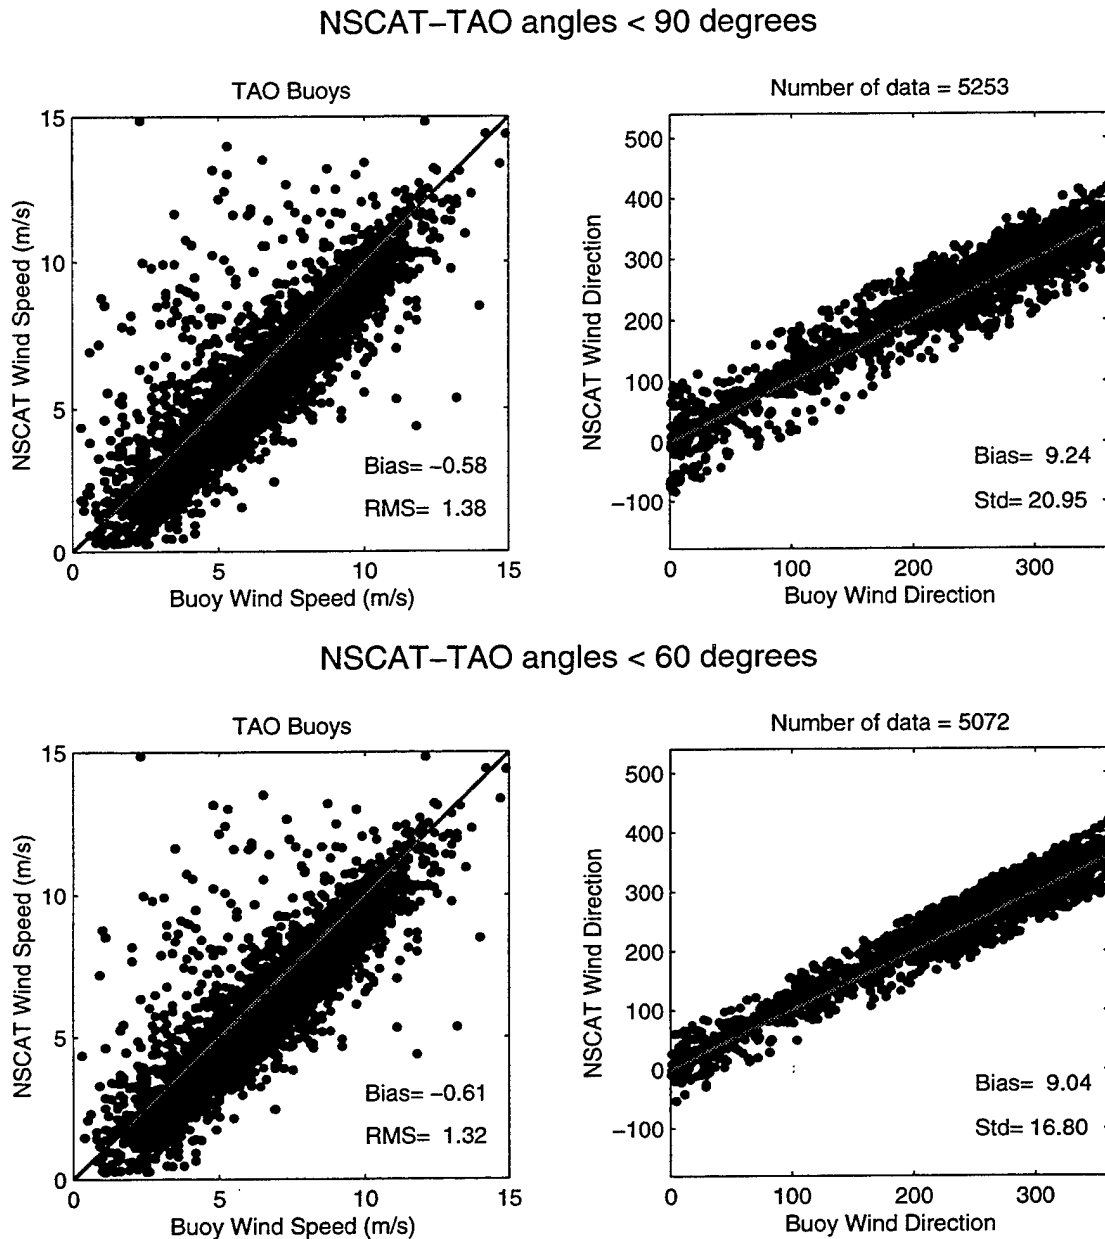 NSCAT–TAO angles < 90 degrees
TAO Buoys
15
10
5
0
0
5
10
15
NSCAT Wind Speed (m/s)
Buoy Wind Speed (m/s)
Bias= −0.58
RMS= 1.38
Number of data = 5253
500
400
300
200
100
0
−100
0
100
200
300
NSCAT Wind Direction
Buoy Wind Direction
Bias= 9.24
Std= 20.95
NSCAT–TAO angles < 60 degrees
TAO Buoys
15
10
5
0
0
5
10
15
NSCAT Wind Speed (m/s)
Buoy Wind Speed (m/s)
Bias= −0.61
RMS= 1.32
Number of data = 5072
500
400
300
200
100
0
−100
0
100
200
300
NSCAT Wind Direction
Buoy Wind Direction
Bias= 9.04
Std= 16.80